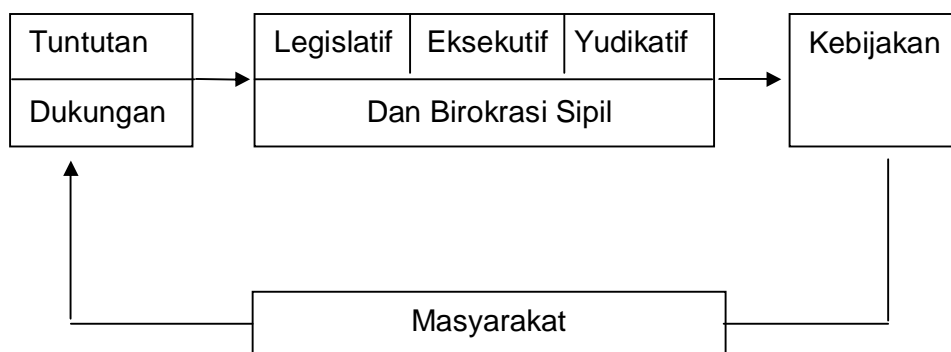 Tuntutan
Dukungan
Legislatif Eksekutif Yudikatif
Dan Birokrasi Sipil
Kebijakan
Masyarakat